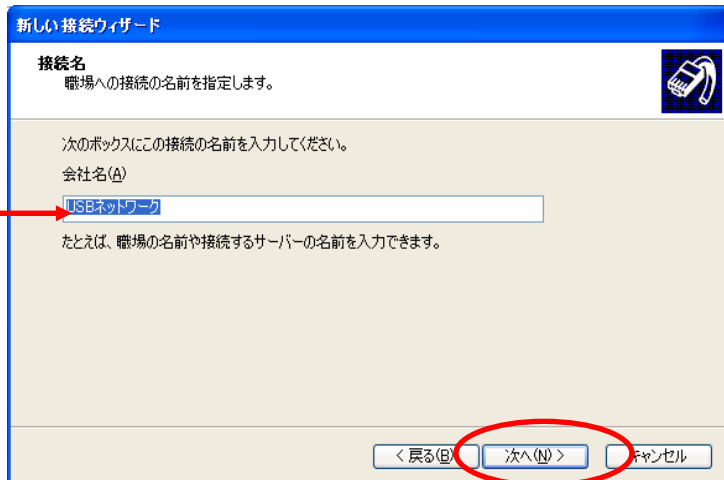 新しい接続ウィザード
接続名
職場への接続の名前を指定します。
次のボックスにこの接続の名前を入力してください。
会社名(A)
USBネットワーク
たとえば、職場の名前や接続するサーバーの名前を入力できます。
< 戻る(B) 次へ(N) > キャンセル